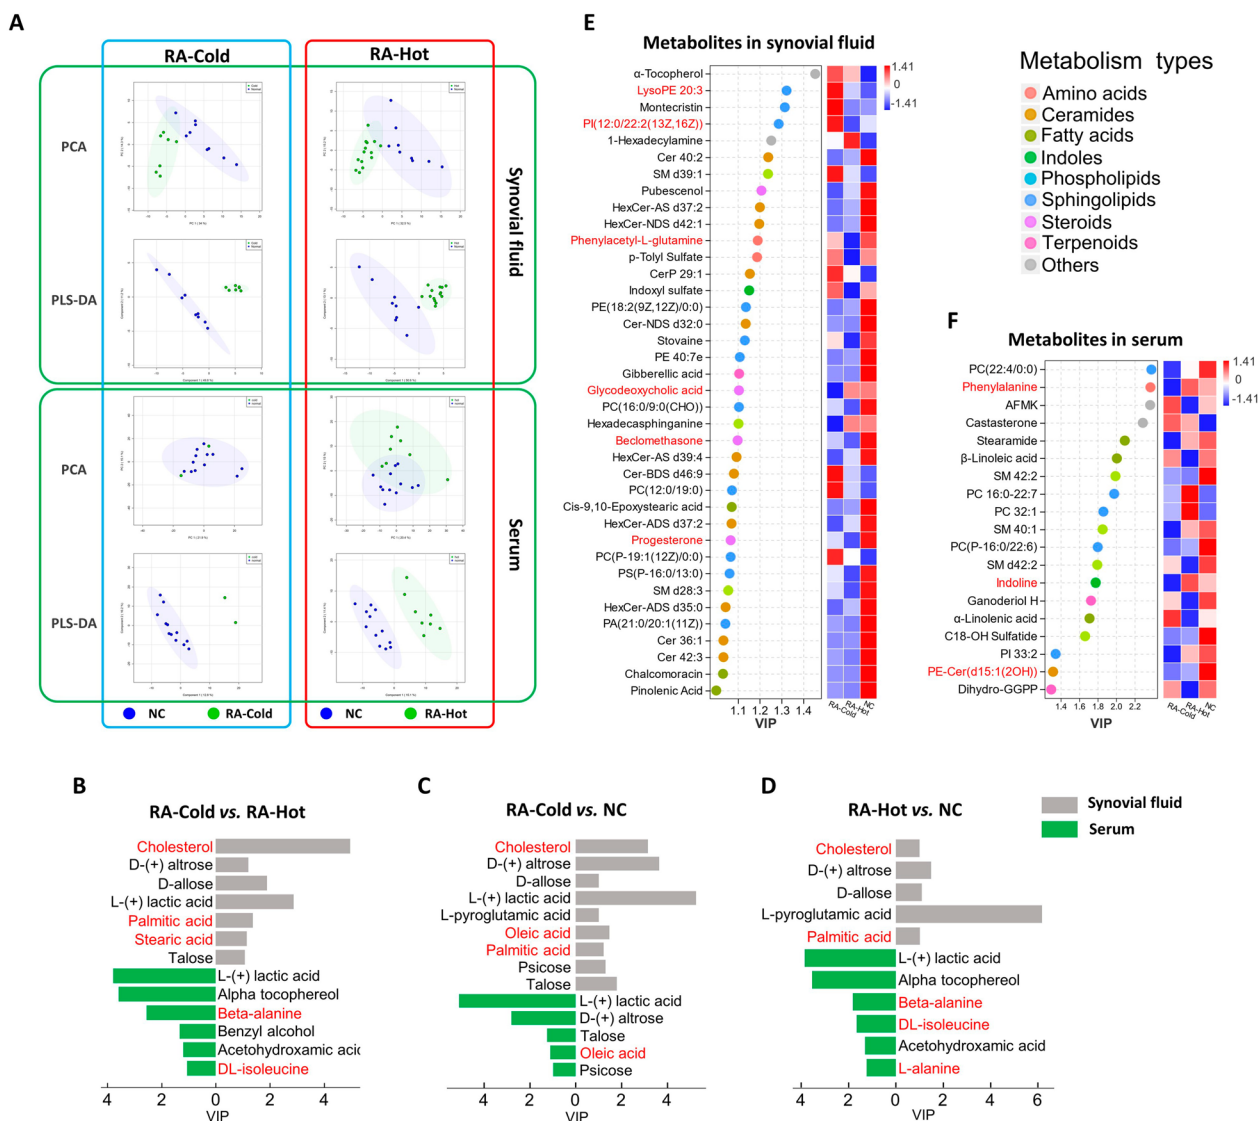 A
RA-Cold
RA-Hot
PCA
PLS-DA
Synovial fluid
PCA
PLS-DA
Serum
NC
RA-Cold
NC
RA-Hot
E
Metabolites in synovial fluid
α-Tocopherol
LysoPE 20:3
Montecristin
PI(12:0/22:2(13Z,16Z))
1-Hexadecylamine
Cer 40:2
SM d39:1
Pubescenol
HexCer-AS d37:2
HexCer-NDS d42:1
Phenylacetyl-L-glutamine
p-Tolyl Sulfate
CerP 29:1
Indoxyl sulfate
PE(18:2(9Z,12Z)/0:0)
Cer-NDS d32:0
Stovaine
PE 40:7e
Gibberellic acid
Glycodeoxycholic acid
PC(16:0/9:0(CHO))
Hexadecasphinganine
Beclomethasone
HexCer-AS d39:4
Cer-BDS d46:9
PC(12:0/19:0)
Cis-9,10-Epoxystearic acid
HexCer-ADS d37:2
Progesterone
PC(P-19:1(12Z)/0:0)
PS(P-16:0/13:0)
SM d28:3
HexCer-ADS d35:0
PA(21:0/20:1(11Z))
Cer 36:1
Cer 42:3
Chalcomoracin
Pinolenic Acid
1.1 1.2 1.3 1.4
VIP
RA-Cold
RA-Hot
NC
1.41
0
-1.41
Metabolism types
Amino acids
Ceramides
Fatty acids
Indoles
Phospholipids
Sphingolipids
Steroids
Terpenoids
Others
F
Metabolites in serum
PC(22:4/0:0)
Phenylalanine
AFMK
Castasterone
Stearamide
β-Linoleic acid
SM 42:2
PC 16:0-22:7
PC 32:1
SM 40:1
PC(P-16:0/22:6)
SM d42:2
Indoline
Ganoderiol H
α-Linolenic acid
C18-OH Sulfatide
PI 33:2
PE-Cer(d15:1(2OH))
Dihydro-GGPP
1.4 1.6 1.8 2.0 2.2
VIP
RA-Cold
RA-Hot
NC
1.41
0
-1.41
B
RA-Cold vs. RA-Hot
Cholesterol
D-(+) altrose
D-allose
L-(+) lactic acid
Palmitic acid
Stearic acid
Talose
L-(+) lactic acid
Alpha tocophereol
Beta-alanine
Benzyl alcohol
Acetohydroxamic acid
DL-isoleucine
4 2 0 2 4
VIP
C
RA-Cold vs. NC
Cholesterol
D-(+) altrose
D-allose
L-(+) lactic acid
L-pyroglutamic acid
Oleic acid
Palmitic acid
Psicose
Talose
L-(+) lactic acid
D-(+) altrose
Talose
Oleic acid
Psicose
4 2 0 2 4
VIP
D
RA-Hot vs. NC
Cholesterol
D-(+) altrose
D-allose
L-pyroglutamic acid
Palmitic acid
L-(+) lactic acid
Alpha tocopherol
Beta-alanine
DL-isoleucine
Acetohydroxamic acid
L-alanine
4 2 0 2 4 6
VIP
Synovial fluid
Serum